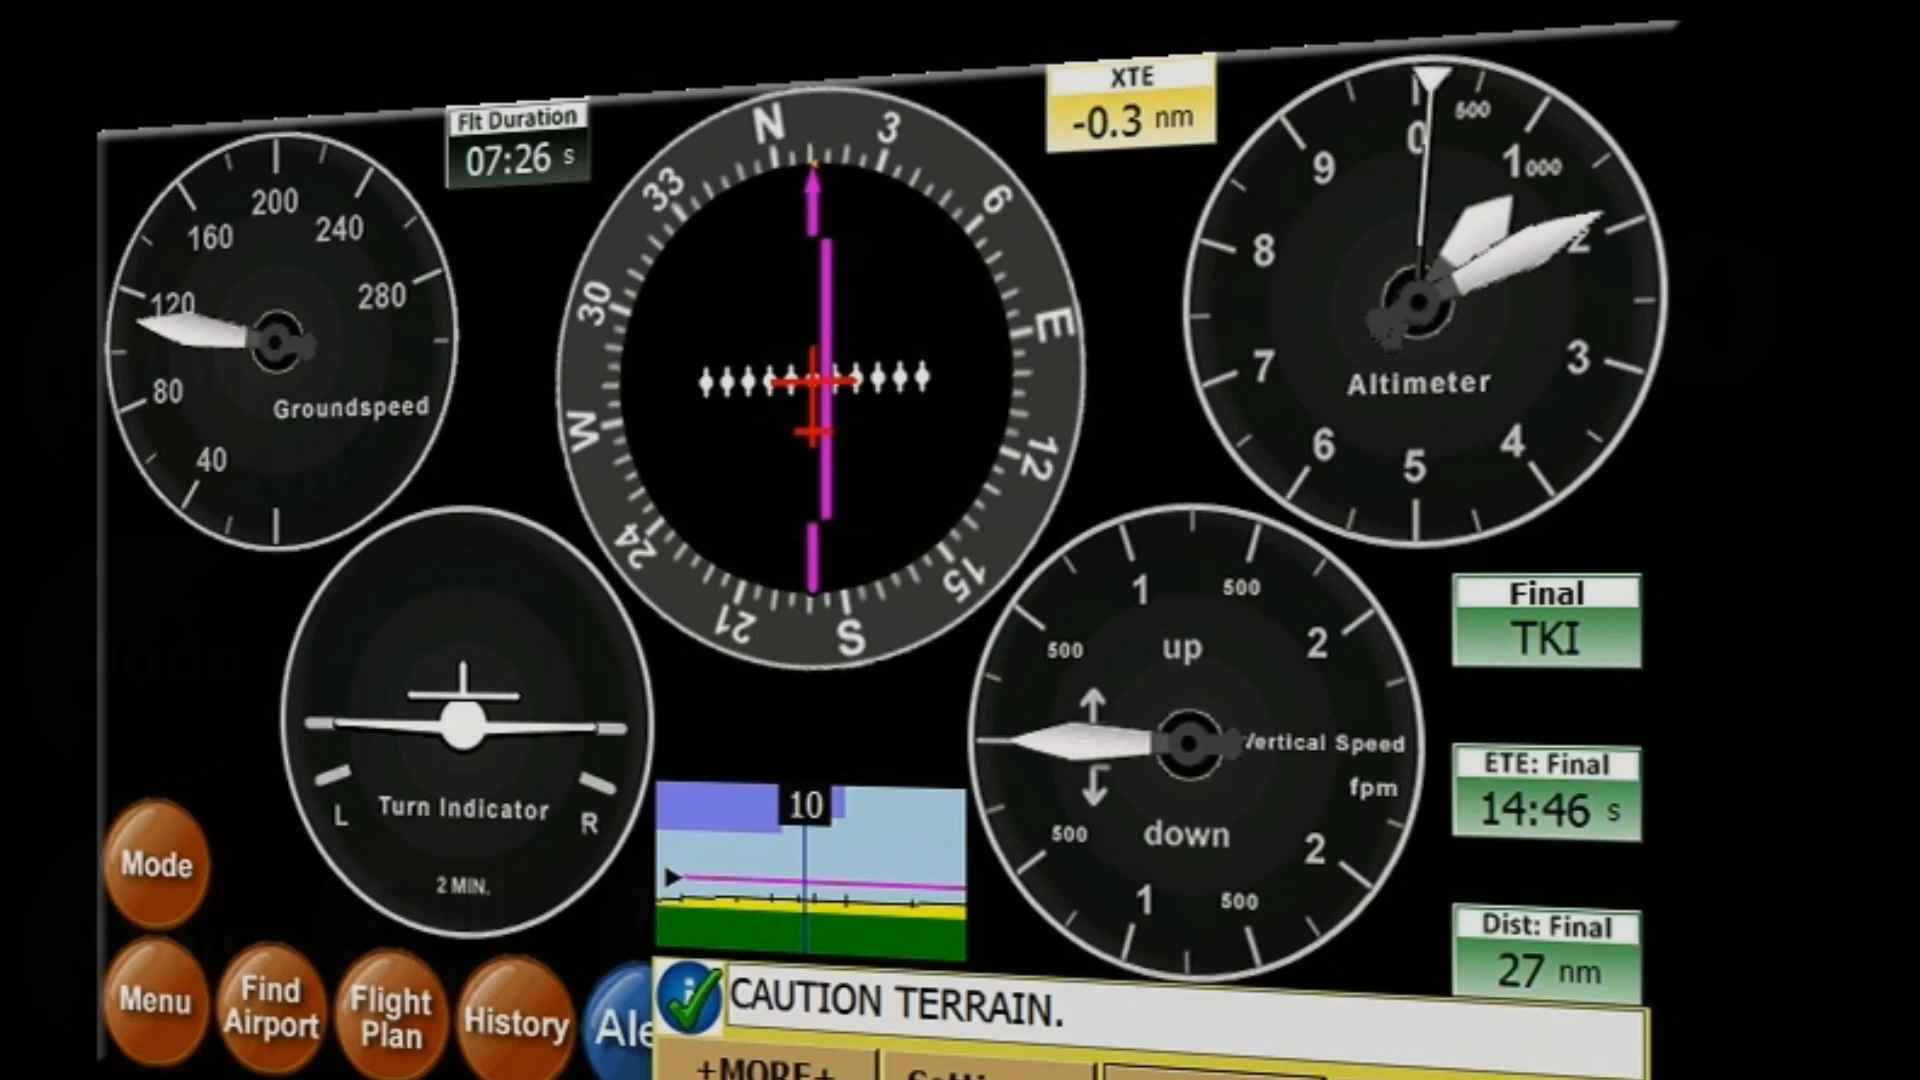 Flt Duration
07:26 s
XTE
-0.3 nm
200
160
240
120
280
80
40
Groundspeed
N
3
6
E
12
15
S
21
24
W
30
33
0
500
1000
2
3
4
5
6
7
8
9
Altimeter
L
R
Turn Indicator
2 MIN.
1
500
2
500
up
Vertical Speed
fpm
500
down
2
1
500
Final
TKI
ETE: Final
14:46 s
Dist: Final
27 nm
10
Mode
Menu
Find
Airport
Flight
Plan
History
Ale
CAUTION TERRAIN.
+MORE+